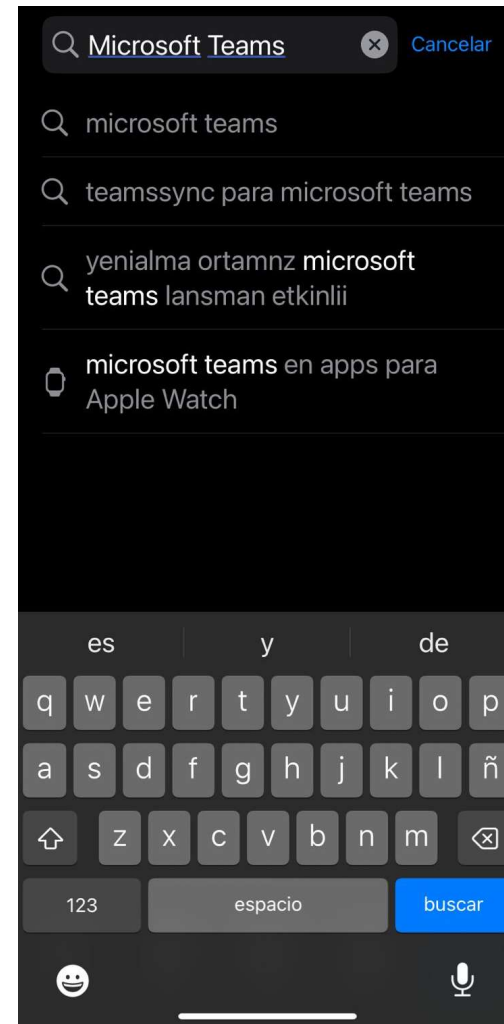 Microsoft Teams
Cancelar
microsoft teams
teamssync para microsoft teams
yenialma ortamnz microsoft
teams lansman etkinlii
microsoft teams en apps para
Apple Watch
es y de
q w e r t y u i o p
a s d f g h j k l ñ
z x c v b n m
123 espacio buscar